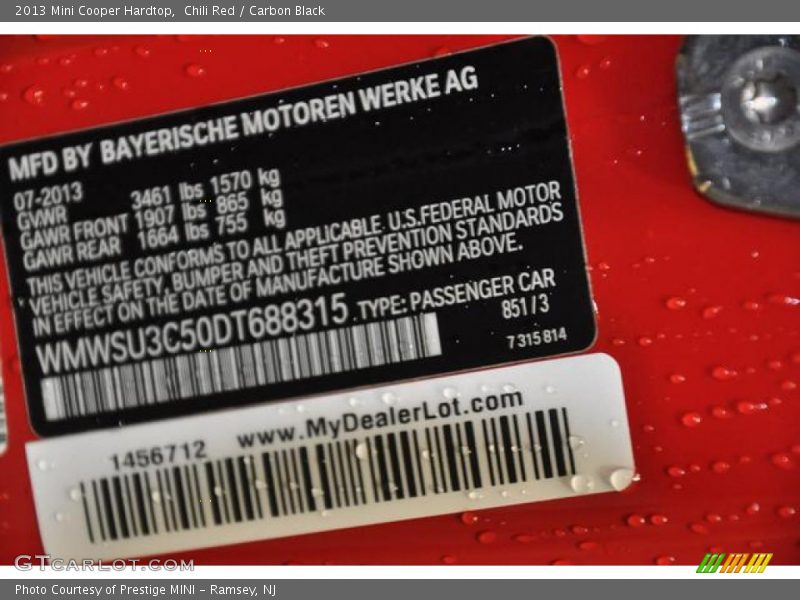 2013 Mini Cooper Hardtop,  Chili Red / Carbon Black
MFD BY BAYERISCHE MOTOREN WERKE AG
07-2013
GVWR 3461 lbs 1570 kg
GAWR FRONT 1907 lbs 865 kg
GAWR REAR 1664 lbs 755 kg
THIS VEHICLE CONFORMS TO ALL APPLICABLE U.S.FEDERAL MOTOR
VEHICLE SAFETY, BUMPER AND THEFT PREVENTION STANDARDS
IN EFFECT ON THE DATE OF MANUFACTURE SHOWN ABOVE.
WMWSU3C50DT688315 TYPE: PASSENGER CAR
851 / 3
7 315 814
1456712 www.MyDealerLot.com
GTCarLot.com
Photo Courtesy of Prestige MINI - Ramsey, NJ